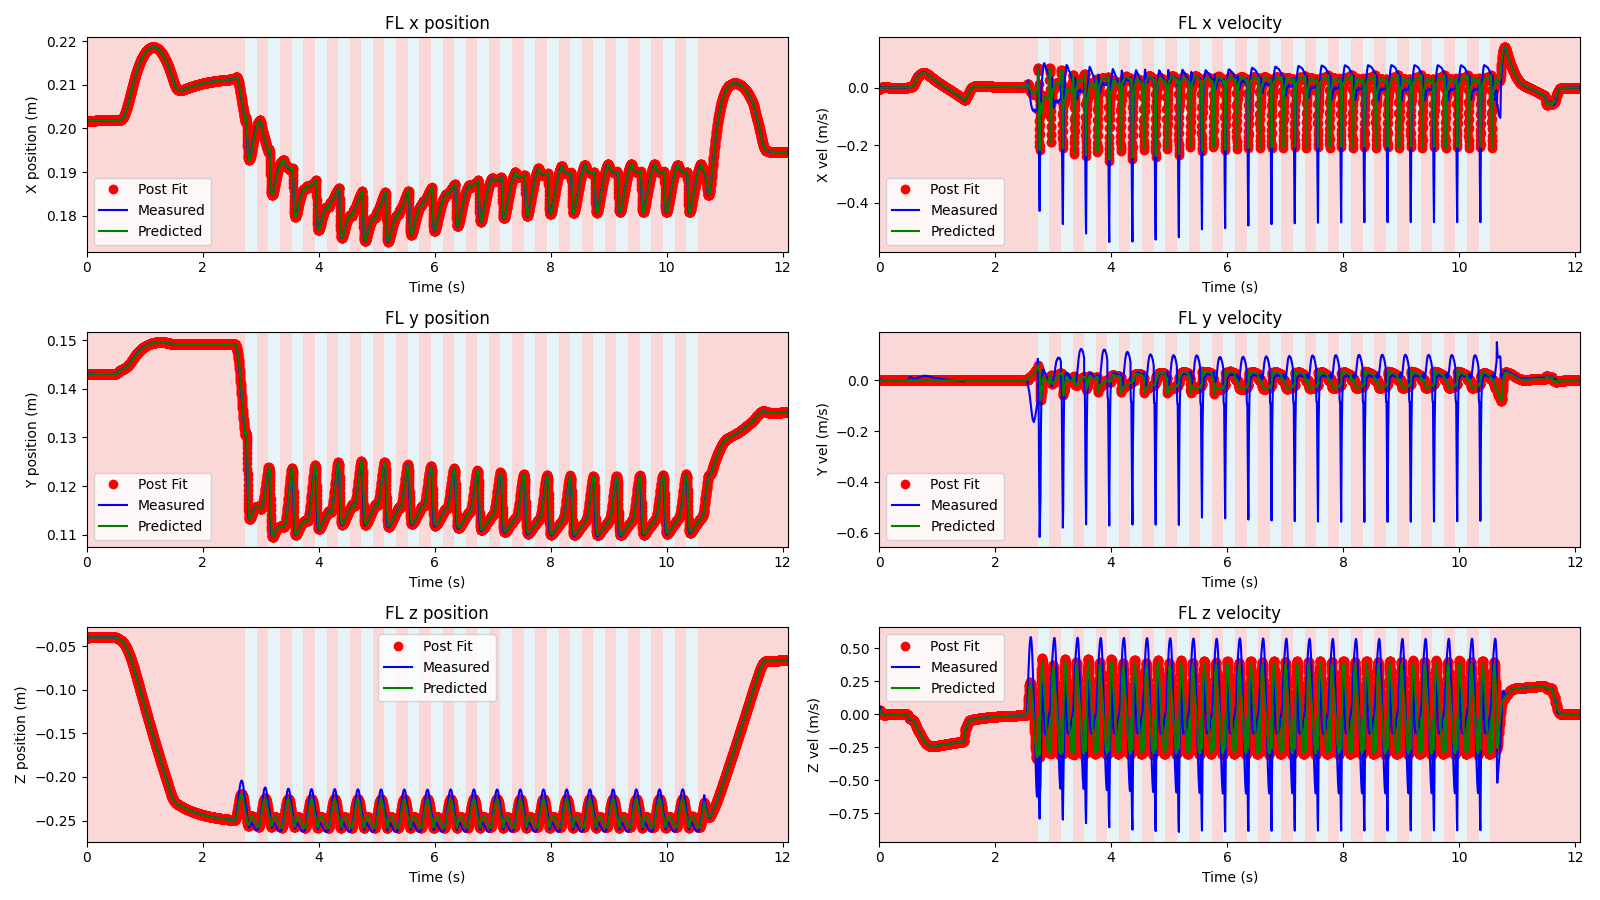 FL x position
X position (m)
0.22
0.21
0.20
0.19
0.18
Post Fit
Measured
Predicted
0 2 4 6 8 10 12
Time (s)
FL x velocity
X vel (m/s)
0.0
−0.2
−0.4
Post Fit
Measured
Predicted
0 2 4 6 8 10 12
Time (s)
FL y position
Y position (m)
0.15
0.14
0.13
0.12
0.11
Post Fit
Measured
Predicted
0 2 4 6 8 10 12
Time (s)
FL y velocity
Y vel (m/s)
0.0
−0.2
−0.4
−0.6
Post Fit
Measured
Predicted
0 2 4 6 8 10 12
Time (s)
FL z position
Z position (m)
−0.05
−0.10
−0.15
−0.20
−0.25
Post Fit
Measured
Predicted
0 2 4 6 8 10 12
Time (s)
FL z velocity
Z vel (m/s)
0.50
0.25
0.00
−0.25
−0.50
−0.75
Post Fit
Measured
Predicted
0 2 4 6 8 10 12
Time (s)